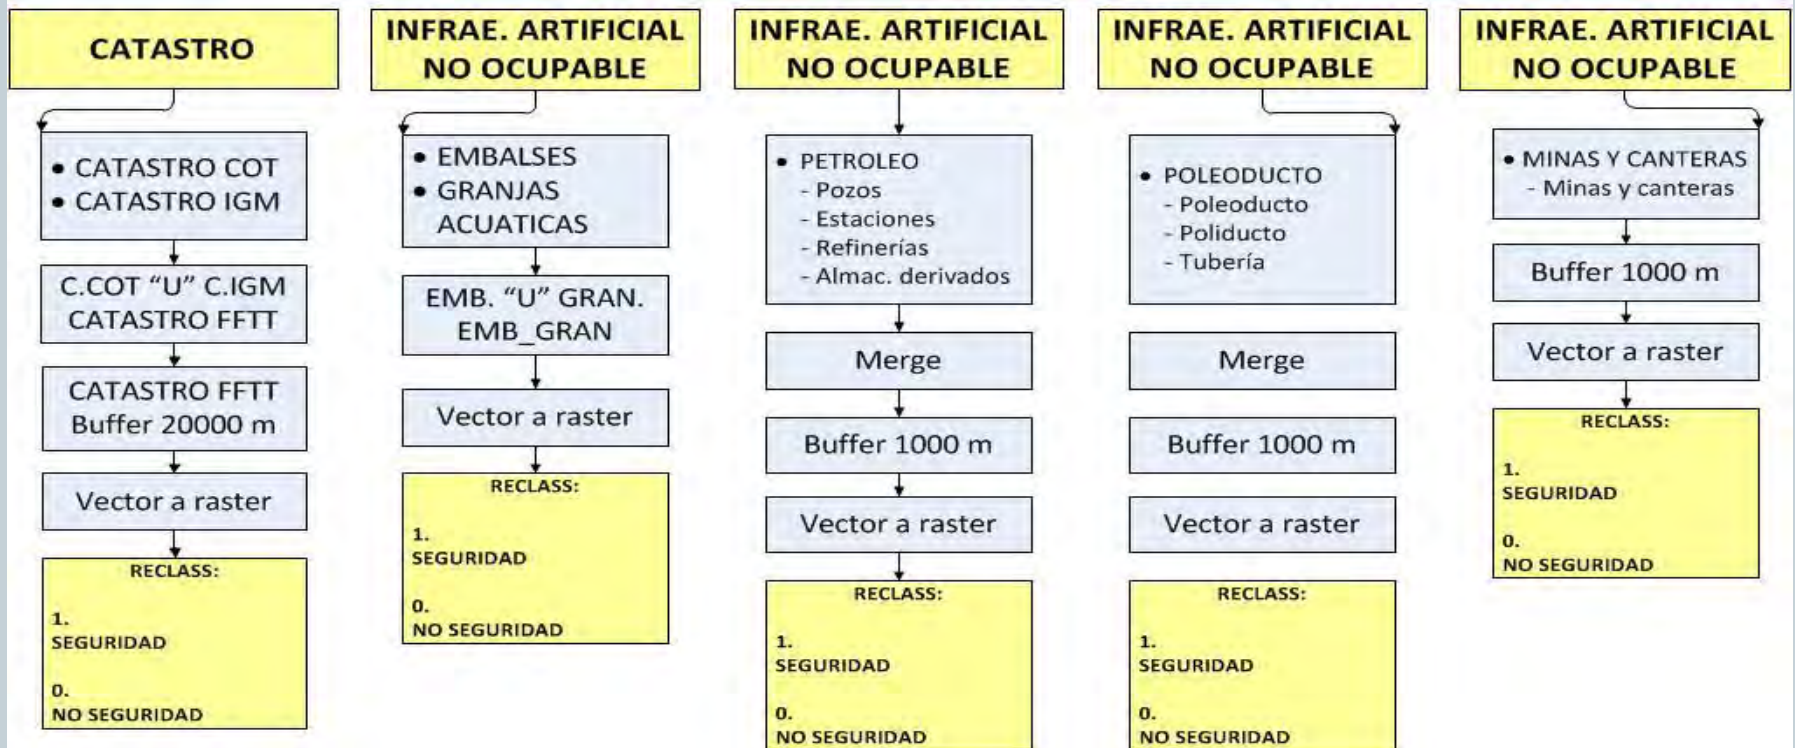 CATASTRO
• CATASTRO COT
• CATASTRO IGM
C.COT “U” C.IGM
CATASTRO FFTT
CATASTRO FFTT
Buffer 20000 m
Vector a raster
RECLASS:
1.
SEGURIDAD
0.
NO SEGURIDAD
INFRAE. ARTIFICIAL
NO OCUPABLE
• EMBALSES
• GRANJAS
ACUATICAS
EMB. “U” GRAN.
EMB_GRAN
Vector a raster
RECLASS:
1.
SEGURIDAD
0.
NO SEGURIDAD
INFRAE. ARTIFICIAL
NO OCUPABLE
• PETROLEO
- Pozos
- Estaciones
- Refinerías
- Almac. derivados
Merge
Buffer 1000 m
Vector a raster
RECLASS:
1.
SEGURIDAD
0.
NO SEGURIDAD
INFRAE. ARTIFICIAL
NO OCUPABLE
• POLEODUCTO
- Poleoducto
- Poliducto
- Tubería
Merge
Buffer 1000 m
Vector a raster
RECLASS:
1.
SEGURIDAD
0.
NO SEGURIDAD
INFRAE. ARTIFICIAL
NO OCUPABLE
• MINAS Y CANTERAS
- Minas y canteras
Buffer 1000 m
Vector a raster
RECLASS:
1.
SEGURIDAD
0.
NO SEGURIDAD